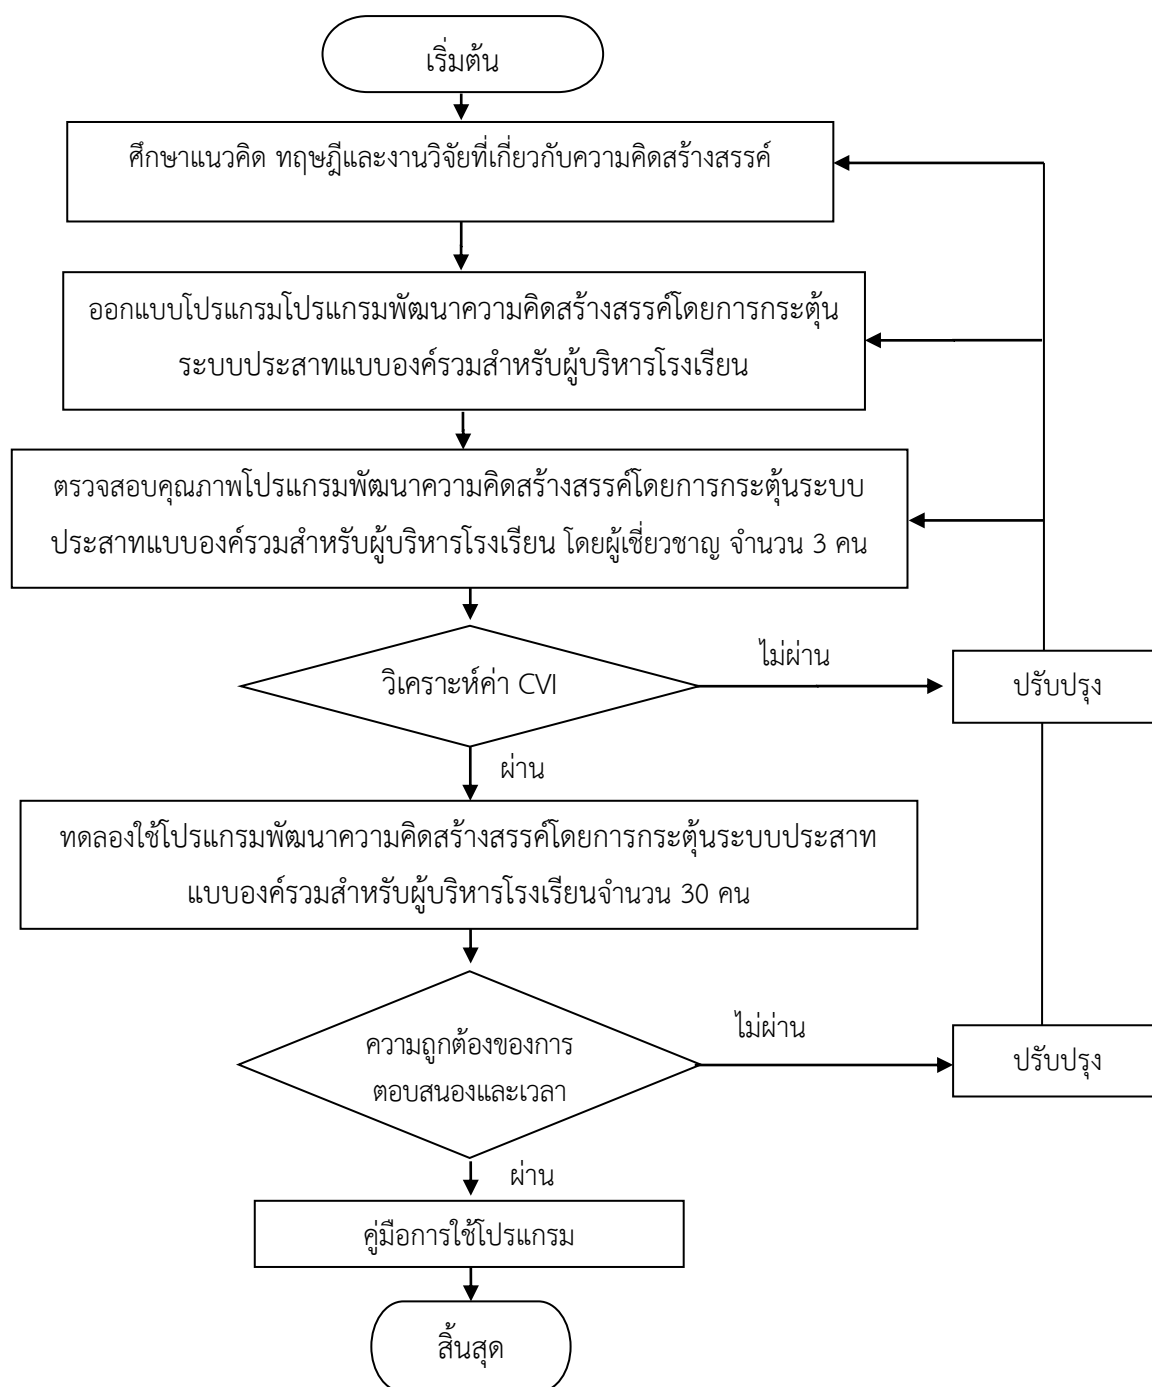 เริ่มต้น
ศึกษาแนวคิด ทฤษฎีและงานวิจัยที่เกี่ยวกับความคิดสร้างสรรค์
ออกแบบโปรแกรมโปรแกรมพัฒนาความคิดสร้างสรรค์โดยการกระตุ้น
ระบบประสาทแบบองค์รวมสำหรับผู้บริหารโรงเรียน
ตรวจสอบคุณภาพโปรแกรมพัฒนาความคิดสร้างสรรค์โดยการกระตุ้นระบบ
ประสาทแบบองค์รวมสำหรับผู้บริหารโรงเรียน โดยผู้เชี่ยวชาญ จำนวน 3 คน
วิเคราะห์ค่า CVI
ไม่ผ่าน
ปรับปรุง
ผ่าน
ทดลองใช้โปรแกรมพัฒนาความคิดสร้างสรรค์โดยการกระตุ้นระบบประสาท
แบบองค์รวมสำหรับผู้บริหารโรงเรียนจำนวน 30 คน
ความถูกต้องของการ
ตอบสนองและเวลา
ไม่ผ่าน
ปรับปรุง
ผ่าน
คู่มือการใช้โปรแกรม
สิ้นสุด